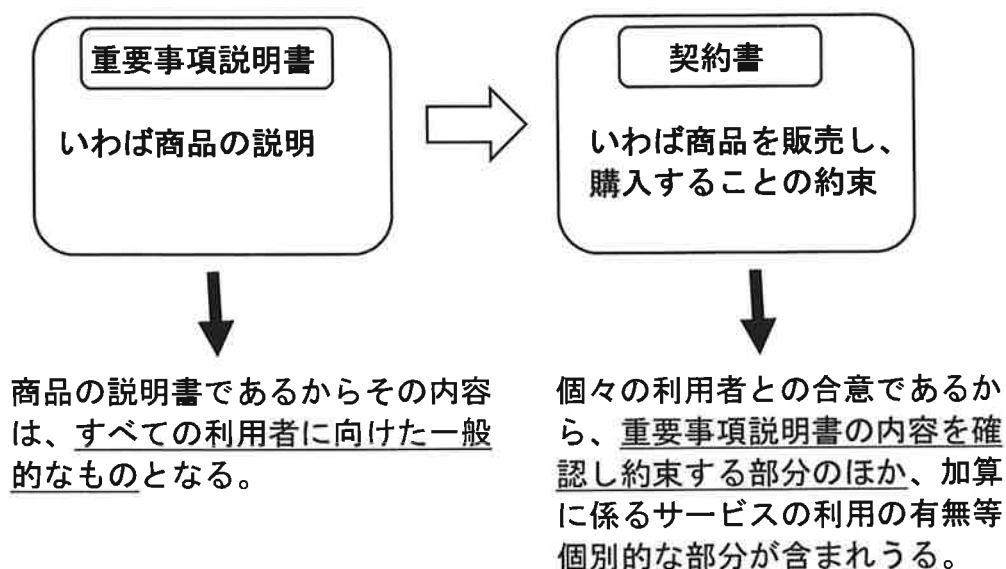 重要事項説明書
いわば商品の説明
契約書
いわば商品を販売し、
購入することの約束
商品の説明書であるからその内容
は、すべての利用者に向けた一般
的なものとなる。
個々の利用者との合意であるか
ら、重要事項説明書の内容を確
認し約束する部分のほか、加算
に係るサービスの利用の有無等
個別的な部分が含まれうる。